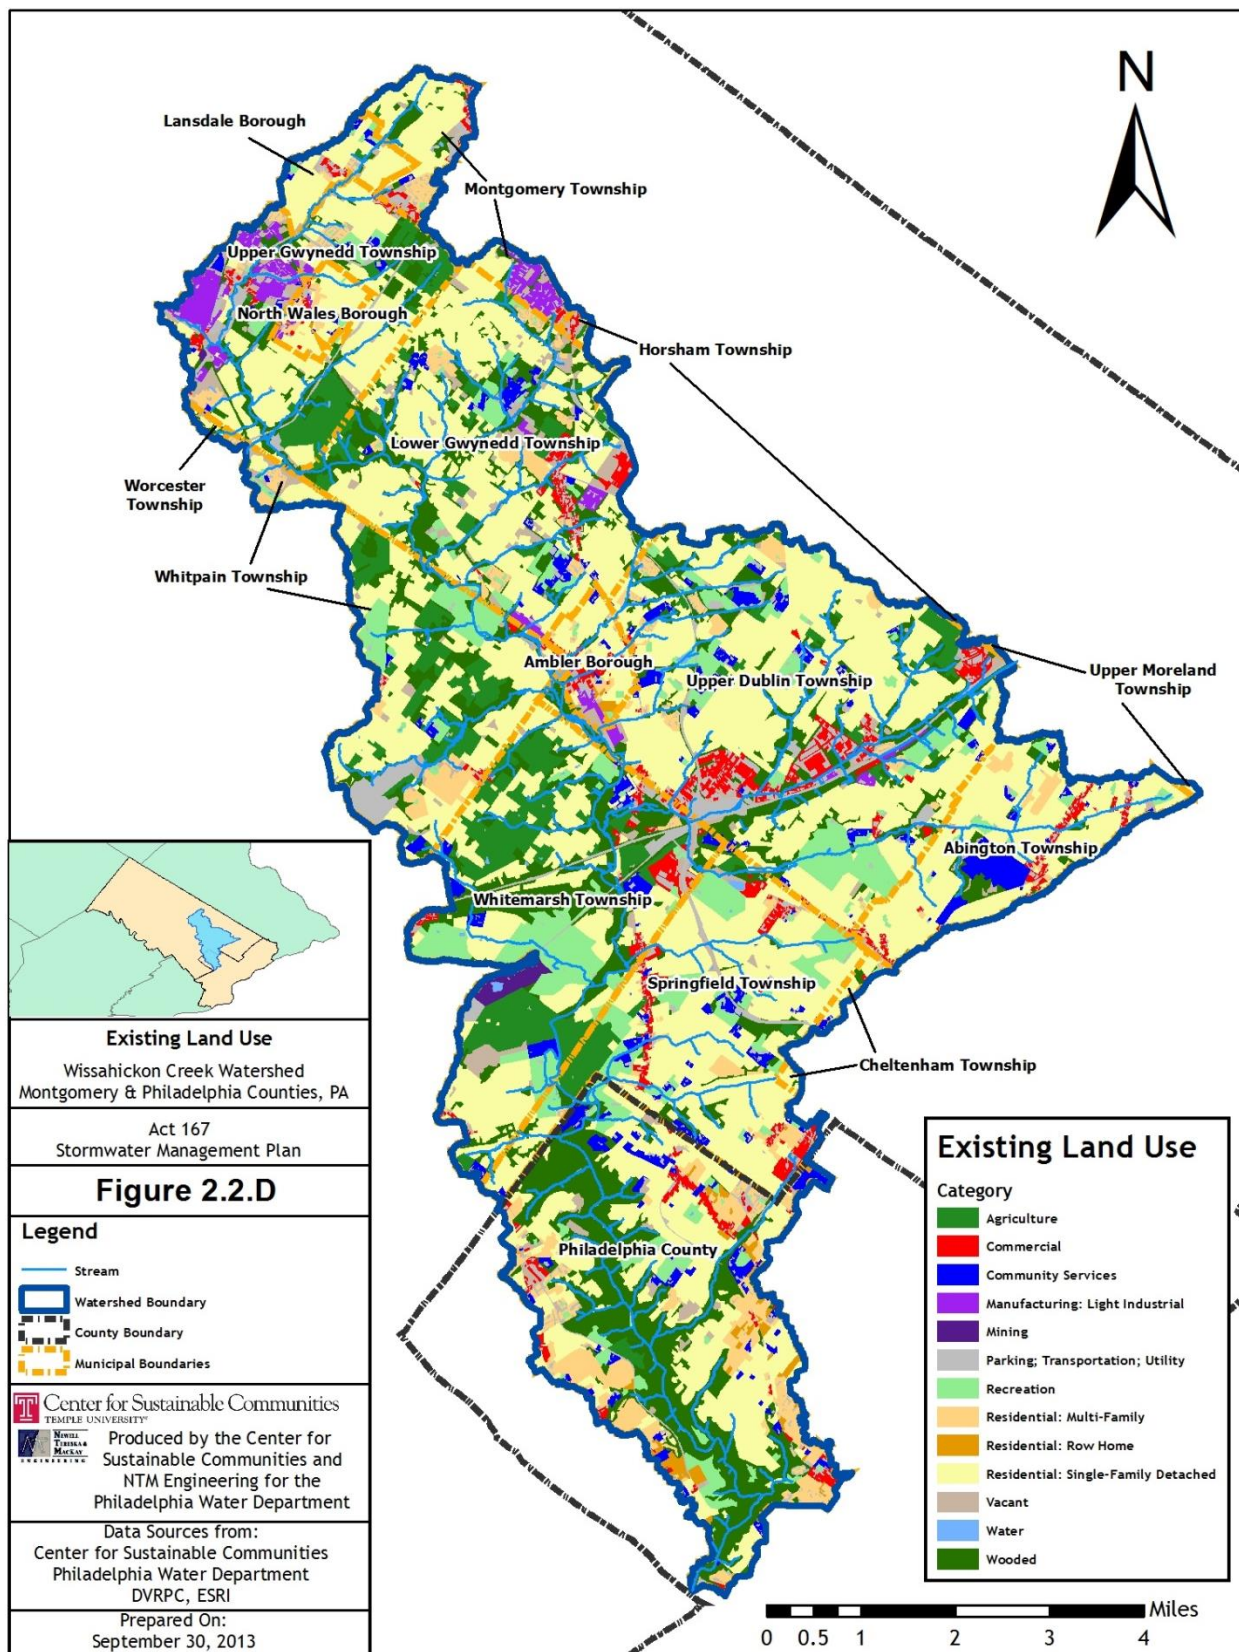 N
Lansdale Borough
Montgomery Township
Upper Gwynedd Township
North Wales Borough
Horsham Township
Lower Gwynedd Township
Worcester
Township
Whitpain Township
Ambler Borough
Upper Dublin Township
Upper Moreland
Township
Abington Township
Whitemarsh Township
Springfield Township
Cheltenham Township
Philadelphia County
Existing Land Use
Wissahickon Creek Watershed
Montgomery & Philadelphia Counties, PA
Act 167
Stormwater Management Plan
Figure 2.2.D
Legend
Stream
Watershed Boundary
County Boundary
Municipal Boundaries
Center for Sustainable Communities
TEMPLE UNIVERSITY®
NEWELL
TERESKA &
MACKAY
ENGINEERING
Produced by the Center for
Sustainable Communities and
NTM Engineering for the
Philadelphia Water Department
Data Sources from:
Center for Sustainable Communities
Philadelphia Water Department
DVRPC, ESRI
Prepared On:
September 30, 2013
Existing Land Use
Category
Agriculture
Commercial
Community Services
Manufacturing: Light Industrial
Mining
Parking; Transportation; Utility
Recreation
Residential: Multi-Family
Residential: Row Home
Residential: Single-Family Detached
Vacant
Water
Wooded
Miles
0 0.5 1 2 3 4